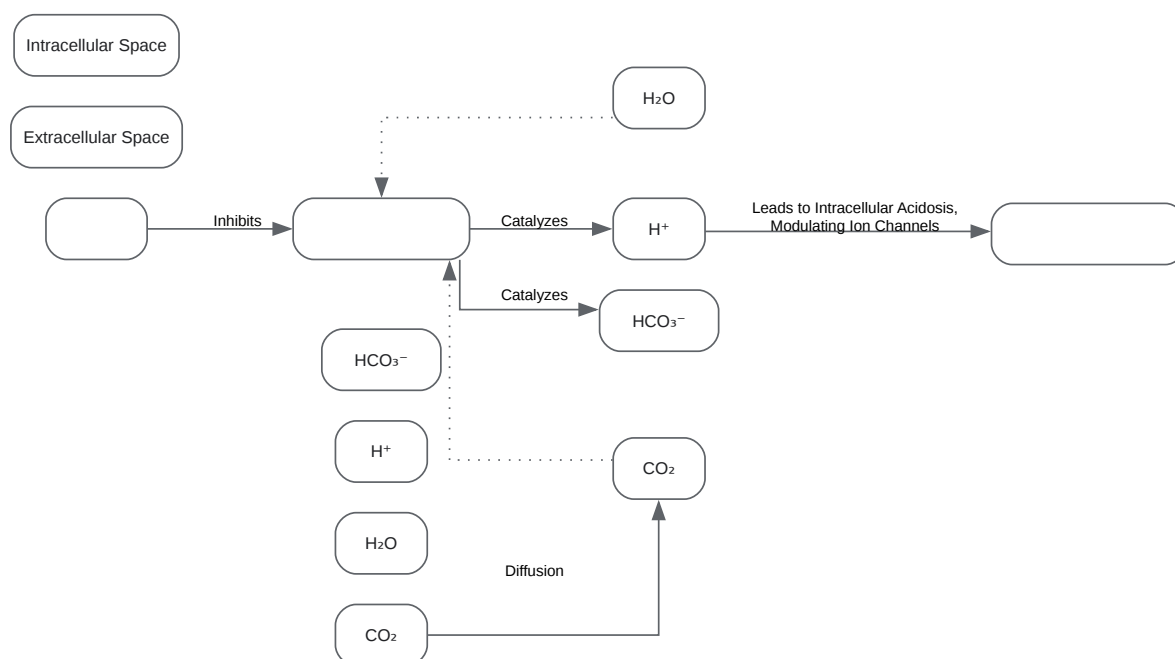 Intracellular Space
H₂O
Extracellular Space
Inhibits
Catalyzes
H⁺
Leads to Intracellular Acidosis,
Modulating Ion Channels
Catalyzes
HCO₃⁻
HCO₃⁻
H⁺
CO₂
H₂O
Diffusion
CO₂